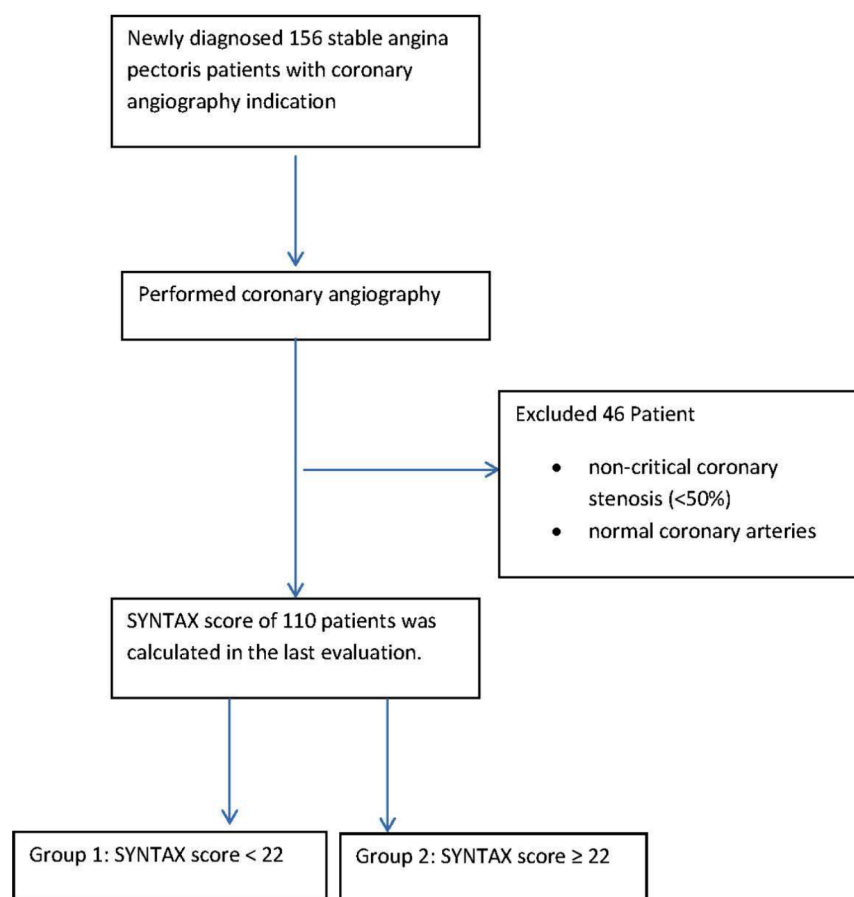 Newly diagnosed 156 stable angina
pectoris patients with coronary
angiography indication
Performed coronary angiography
Excluded 46 Patient
• non-critical coronary
stenosis (<50%)
• normal coronary arteries
SYNTAX score of 110 patients was
calculated in the last evaluation.
Group 1: SYNTAX score < 22
Group 2: SYNTAX score ≥ 22